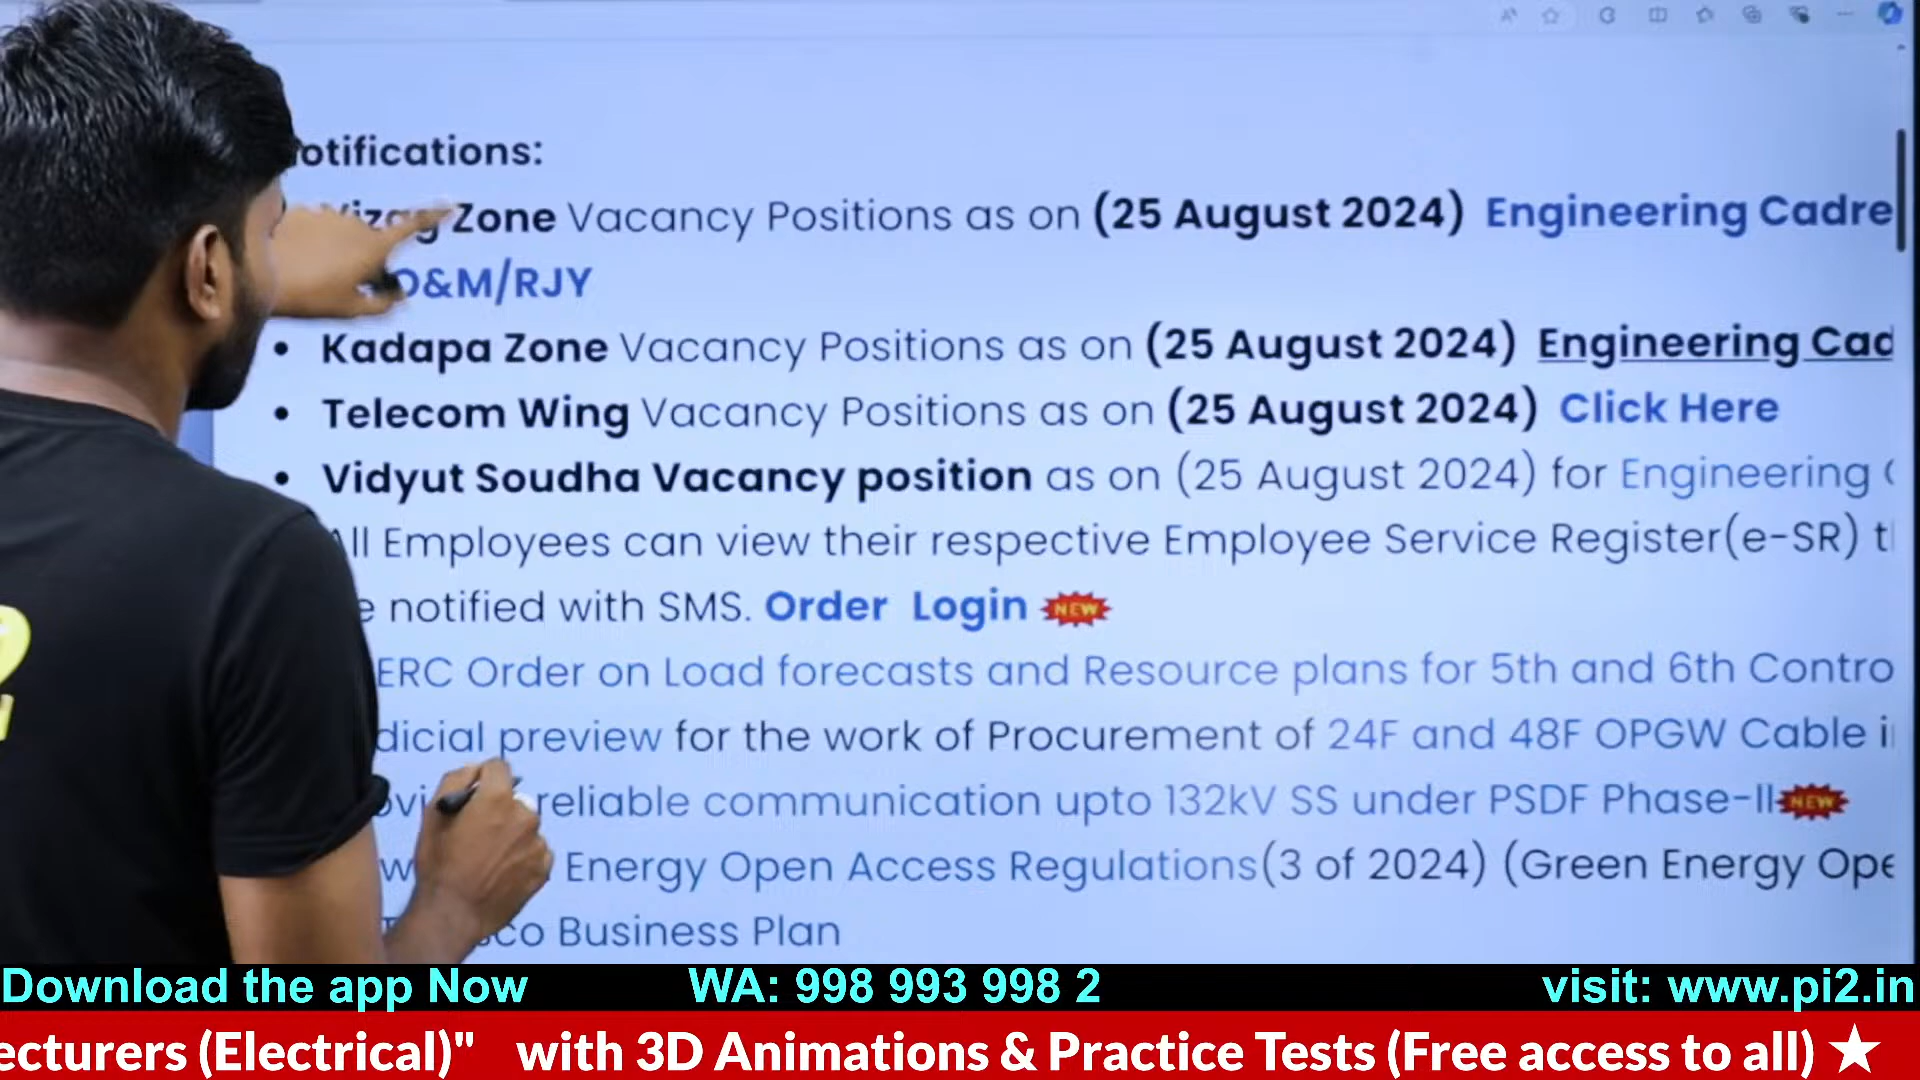 otifications:
Vizag Zone Vacancy Positions as on (25 August 2024) Engineering Cadre
O&M/RJY
• Kadapa Zone Vacancy Positions as on (25 August 2024) Engineering Cad
• Telecom Wing Vacancy Positions as on (25 August 2024) Click Here
• Vidyut Soudha Vacancy position as on (25 August 2024) for Engineering
All Employees can view their respective Employee Service Register(e-SR) t
e notified with SMS. Order Login NEW
ERC Order on Load forecasts and Resource plans for 5th and 6th Contro
dicial preview for the work of Procurement of 24F and 48F OPGW Cable i
reliable communication upto 132kV SS under PSDF Phase-II NEW
Energy Open Access Regulations(3 of 2024) (Green Energy Ope
co Business Plan
Download the app Now WA: 998 993 998 2 visit: www.pi2.in
ecturers (Electrical)" with 3D Animations & Practice Tests (Free access to all) ★